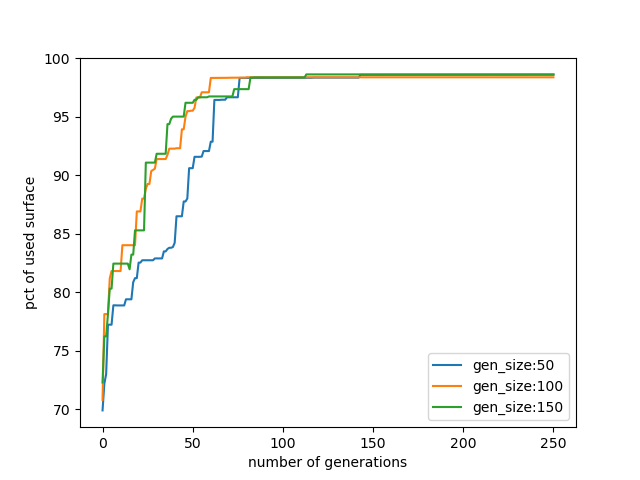 100
95
90
85
80
75
70
pct of used surface
gen_size:50
gen_size:100
gen_size:150
0 50 100 150 200 250
number of generations